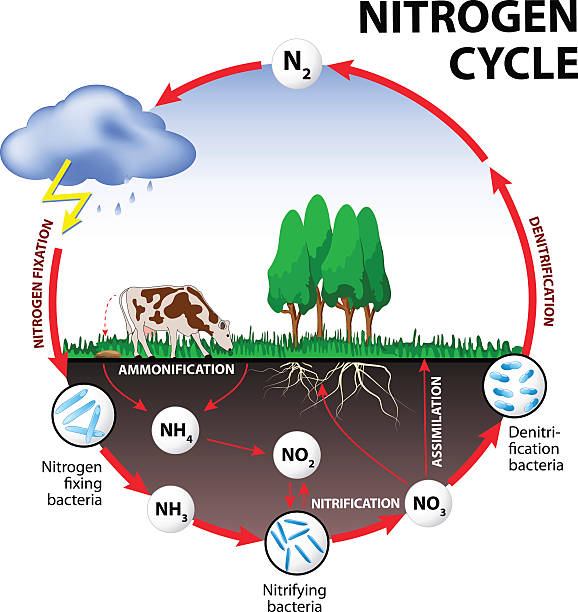 NITROGEN
CYCLE
N2
NITROGEN FIXATION
DENITRIFICATION
AMMONIFICATION
NH4
NO2
ASSIMILATION
Nitrogen
fixing
bacteria
Denitri-
fication
bacteria
NH3
NITRIFICATION
NO3
Nitrifying
bacteria